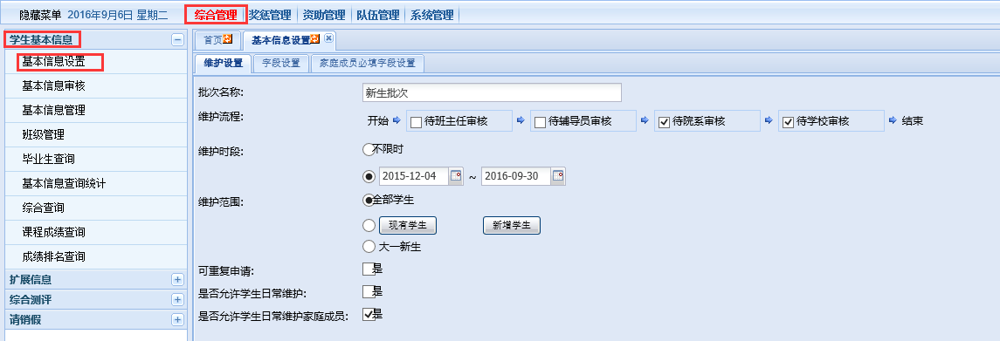 隐藏菜单 2016年9月6日 星期二 综合管理 奖惩管理 资助管理 队伍管理 系统管理
学生基本信息
基本信息设置
基本信息审核
基本信息管理
班级管理
毕业生查询
基本信息查询统计
综合查询
课程成绩查询
成绩排名查询
扩展信息
综合测评
请销假
首页 基本信息设置
维护设置 字段设置 家庭成员必填字段设置
批次名称: 新生批次
维护流程: 开始 待班主任审核 待辅导员审核 待院系审核 待学校审核 结束
维护时段: 不限时
2015-12-04 ~ 2016-09-30
维护范围: 全部学生
现有学生 新增学生
大一新生
可重复申请: 是
是否允许学生日常维护: 是
是否允许学生日常维护家庭成员: 是